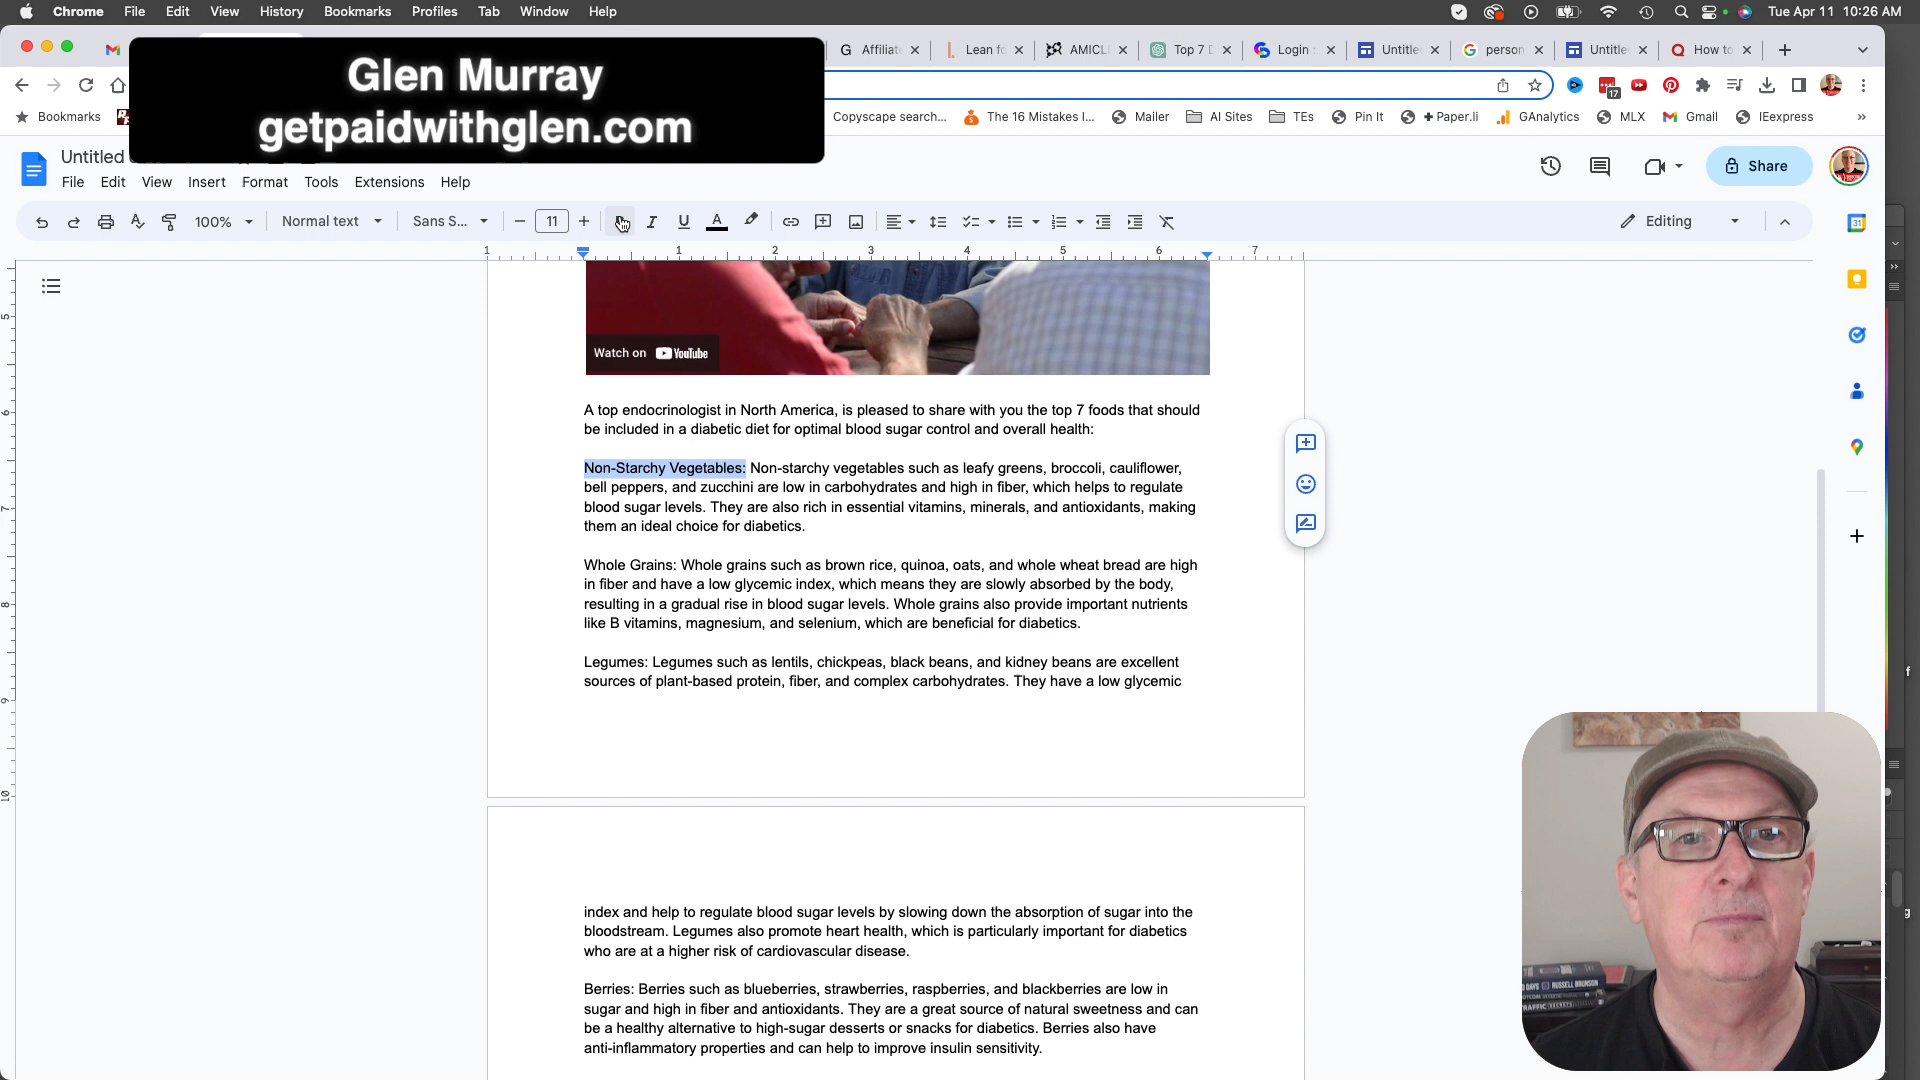 Chrome File Edit View History Bookmarks Profiles Tab Window Help
Tue Apr 11 10:26 AM
Glen Murray
getpaidwithglen.com
Affiliat
Lean fo
AMICL
Top 7 D
Login
Untitle
person
Untitle
How to
17
Bookmarks
Copyscape search...
The 16 Mistakes I...
Mailer
AI Sites
TEs
Pin It
+Paper.li
GAnalytics
MLX
Gmail
IEexpress
Untitled
Share
File Edit View Insert Format Tools Extensions Help
100% Normal text Sans S... 11 Editing
1 1 2 3 4 5 6 7
Watch on YouTube
A top endocrinologist in North America, is pleased to share with you the top 7 foods that should
be included in a diabetic diet for optimal blood sugar control and overall health:
Non-Starchy Vegetables: Non-starchy vegetables such as leafy greens, broccoli, cauliflower,
bell peppers, and zucchini are low in carbohydrates and high in fiber, which helps to regulate
blood sugar levels. They are also rich in essential vitamins, minerals, and antioxidants, making
them an ideal choice for diabetics.
Whole Grains: Whole grains such as brown rice, quinoa, oats, and whole wheat bread are high
in fiber and have a low glycemic index, which means they are slowly absorbed by the body,
resulting in a gradual rise in blood sugar levels. Whole grains also provide important nutrients
like B vitamins, magnesium, and selenium, which are beneficial for diabetics.
Legumes: Legumes such as lentils, chickpeas, black beans, and kidney beans are excellent
sources of plant-based protein, fiber, and complex carbohydrates. They have a low glycemic
index and help to regulate blood sugar levels by slowing down the absorption of sugar into the
bloodstream. Legumes also promote heart health, which is particularly important for diabetics
who are at a higher risk of cardiovascular disease.
Berries: Berries such as blueberries, strawberries, raspberries, and blackberries are low in
sugar and high in fiber and antioxidants. They are a great source of natural sweetness and can
be a healthy alternative to high-sugar desserts or snacks for diabetics. Berries also have
anti-inflammatory properties and can help to improve insulin sensitivity.
DAYS RUSSELL BRUNSON
TRAFFIC SECRETS